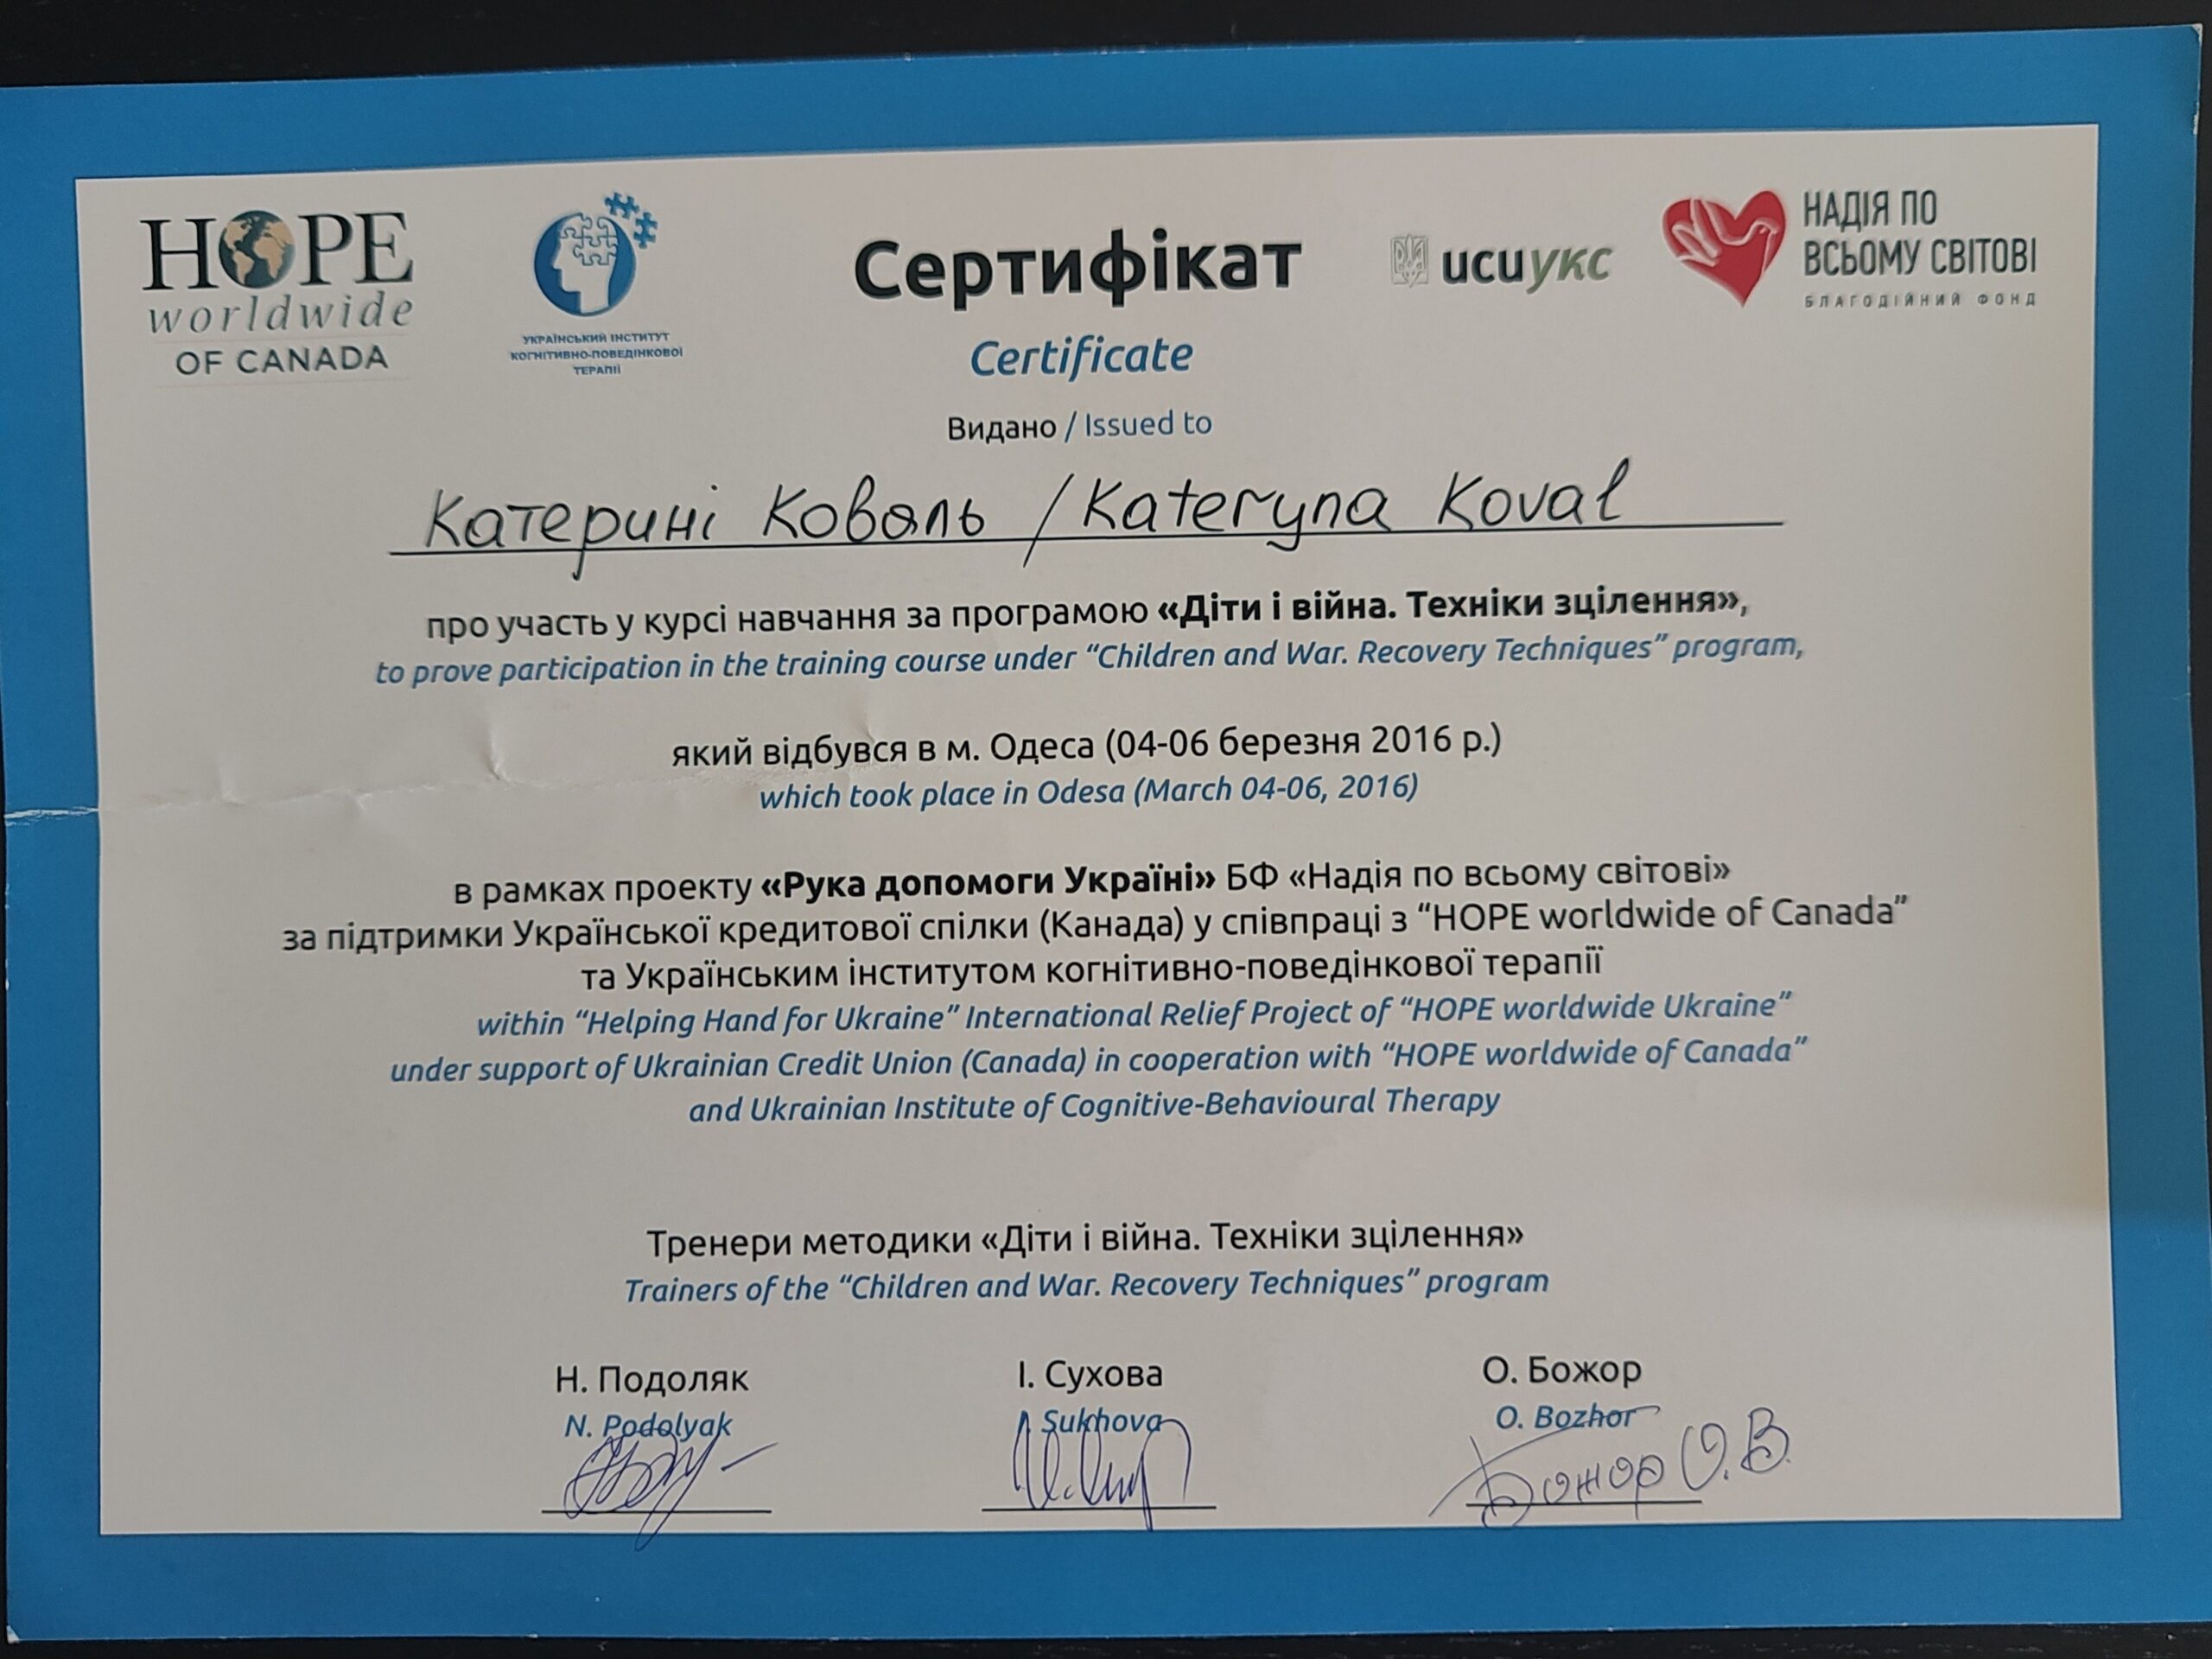 HOPE
worldwide
OF CANADA
УКРАЇНСЬКИЙ ІНСТИТУТ
КОГНІТИВНО-ПОВЕДІНКОВОЇ
ТЕРАПІЇ
Сертифікат
Certificate
ucuукс
НАДІЯ ПО
ВСЬОМУ СВІТОВІ
БЛАГОДІЙНИЙ ФОНД
Видано / Issued to
Катерині Коваль / Kateryna Koval
про участь у курсі навчання за програмою «Діти і війна. Техніки зцілення»,
to prove participation in the training course under “Children and War. Recovery Techniques” program,
який відбувся в м. Одеса (04-06 березня 2016 р.)
which took place in Odesa (March 04-06, 2016)
в рамках проекту «Рука допомоги Україні» БФ «Надія по всьому світові»
за підтримки Української кредитової спілки (Канада) у співпраці з “HOPE worldwide of Canada”
та Українським інститутом когнітивно-поведінкової терапії
within “Helping Hand for Ukraine” International Relief Project of “HOPE worldwide Ukraine”
under support of Ukrainian Credit Union (Canada) in cooperation with “HOPE worldwide of Canada”
and Ukrainian Institute of Cognitive-Behavioural Therapy
Тренери методики «Діти і війна. Техніки зцілення»
Trainers of the “Children and War. Recovery Techniques” program
Н. Подоляк
N. Podolyak
І. Сухова
I. Sukhova
О. Божор
O. Bozhor
Божор О.В.